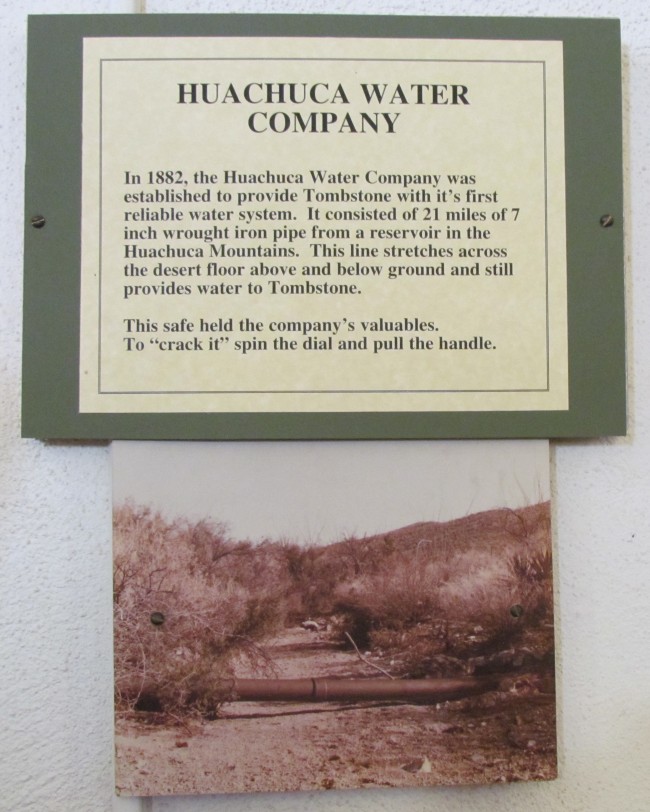 HUACHUCA WATER
COMPANY
In 1882, the Huachuca Water Company was
established to provide Tombstone with it's first
reliable water system.  It consisted of 21 miles of 7
inch wrought iron pipe from a reservoir in the
Huachuca Mountains.  This line stretches across
the desert floor above and below ground and still
provides water to Tombstone.
This safe held the company's valuables.
To “crack it” spin the dial and pull the handle.